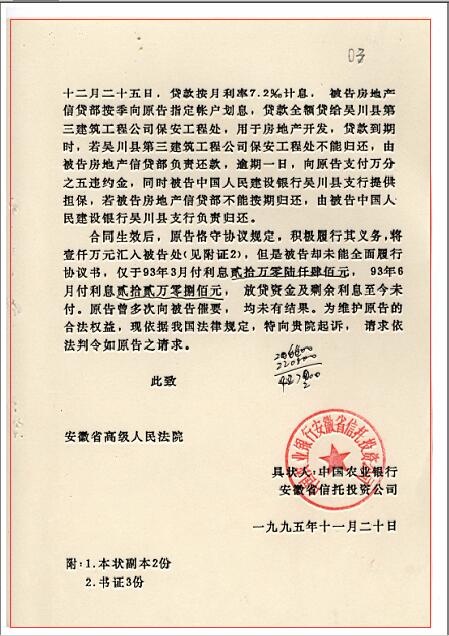 03
十二月二十五日，贷款按月利率7.2‰计息，被告房地产
信贷部按季向原告指定帐户划息，贷款全额贷给吴川县第
三建筑工程公司保安工程处，用于房地产开发，贷款到期
时，若吴川县第三建筑工程公司保安工程处不能归还，由
被告房地产信贷部负责还款，逾期一日，向原告支付万分
之五违约金，同时被告中国人民建设银行吴川县支行提供
担保，若被告房地产信贷部不能按期归还，由被告中国人
民建设银行吴川县支行负责归还。
合同生效后，原告恪守协议规定。积极履行其义务，将
壹仟万元汇入被告处（见附证2），但是被告却未能全面履行
协议书，仅于93年3月付利息贰拾万零陆仟肆佰元，93年6
月付利息贰拾贰万零捌佰元，放贷资金及剩余利息至今未
付。原告曾多次向被告催要，均未有结果。为维护原告的
合法权益，现依据我国法律规定，特向贵院起诉，请求依
法判令如原告之请求。
206400
220800
此致
安徽省高级人民法院
中国农业银行安徽省信托投资公司
具状人：中国农业银行
安徽省信托投资公司
一九九五年十一月二十日
附：1.本状副本2份
2.书证3份